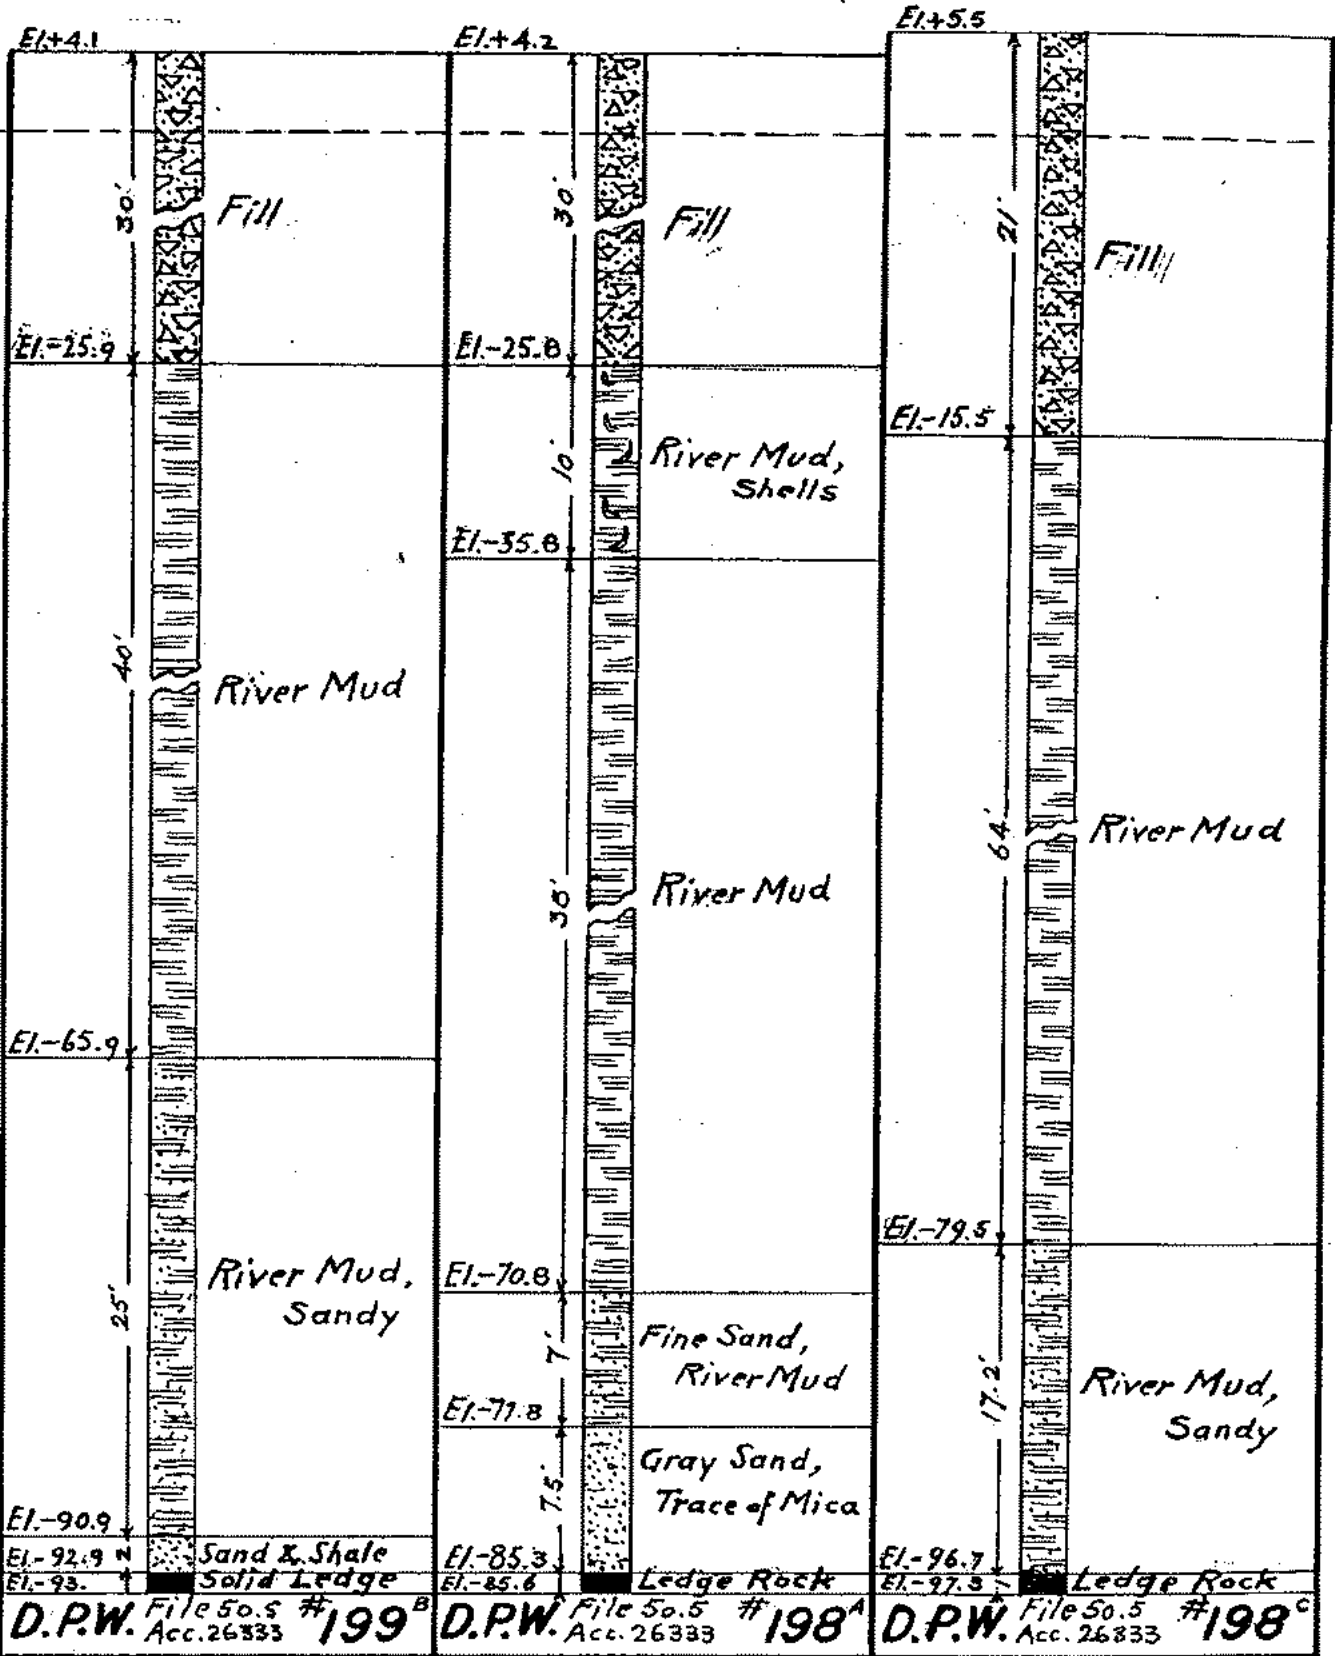 El.+4.1
30'
Fill
El.-25.9
40'
River Mud
El.-65.9
25'
River Mud,
Sandy
El.-90.9
El.-92.9
2
Sand & Shale
El.-93.
Solid Ledge
D.P.W. File 50.5 #199 B
Acc. 26333
El.+4.2
30'
Fill
El.-25.8
10'
River Mud,
Shells
El.-35.8
River Mud
El.-70.8
7'
Fine Sand,
River Mud
El.-77.8
7.5'
Gray Sand,
Trace of Mica
El.-85.3
El.-85.6
Ledge Rock
D.P.W. File 50.5 #198 A
Acc. 26333
El.+5.5
21'
Fill
El.-15.5
64'
River Mud
El.-79.5
17.2'
River Mud,
Sandy
El.-96.7
El.-97.3
Ledge Rock
D.P.W. File 50.5 #198 C
Acc. 26333